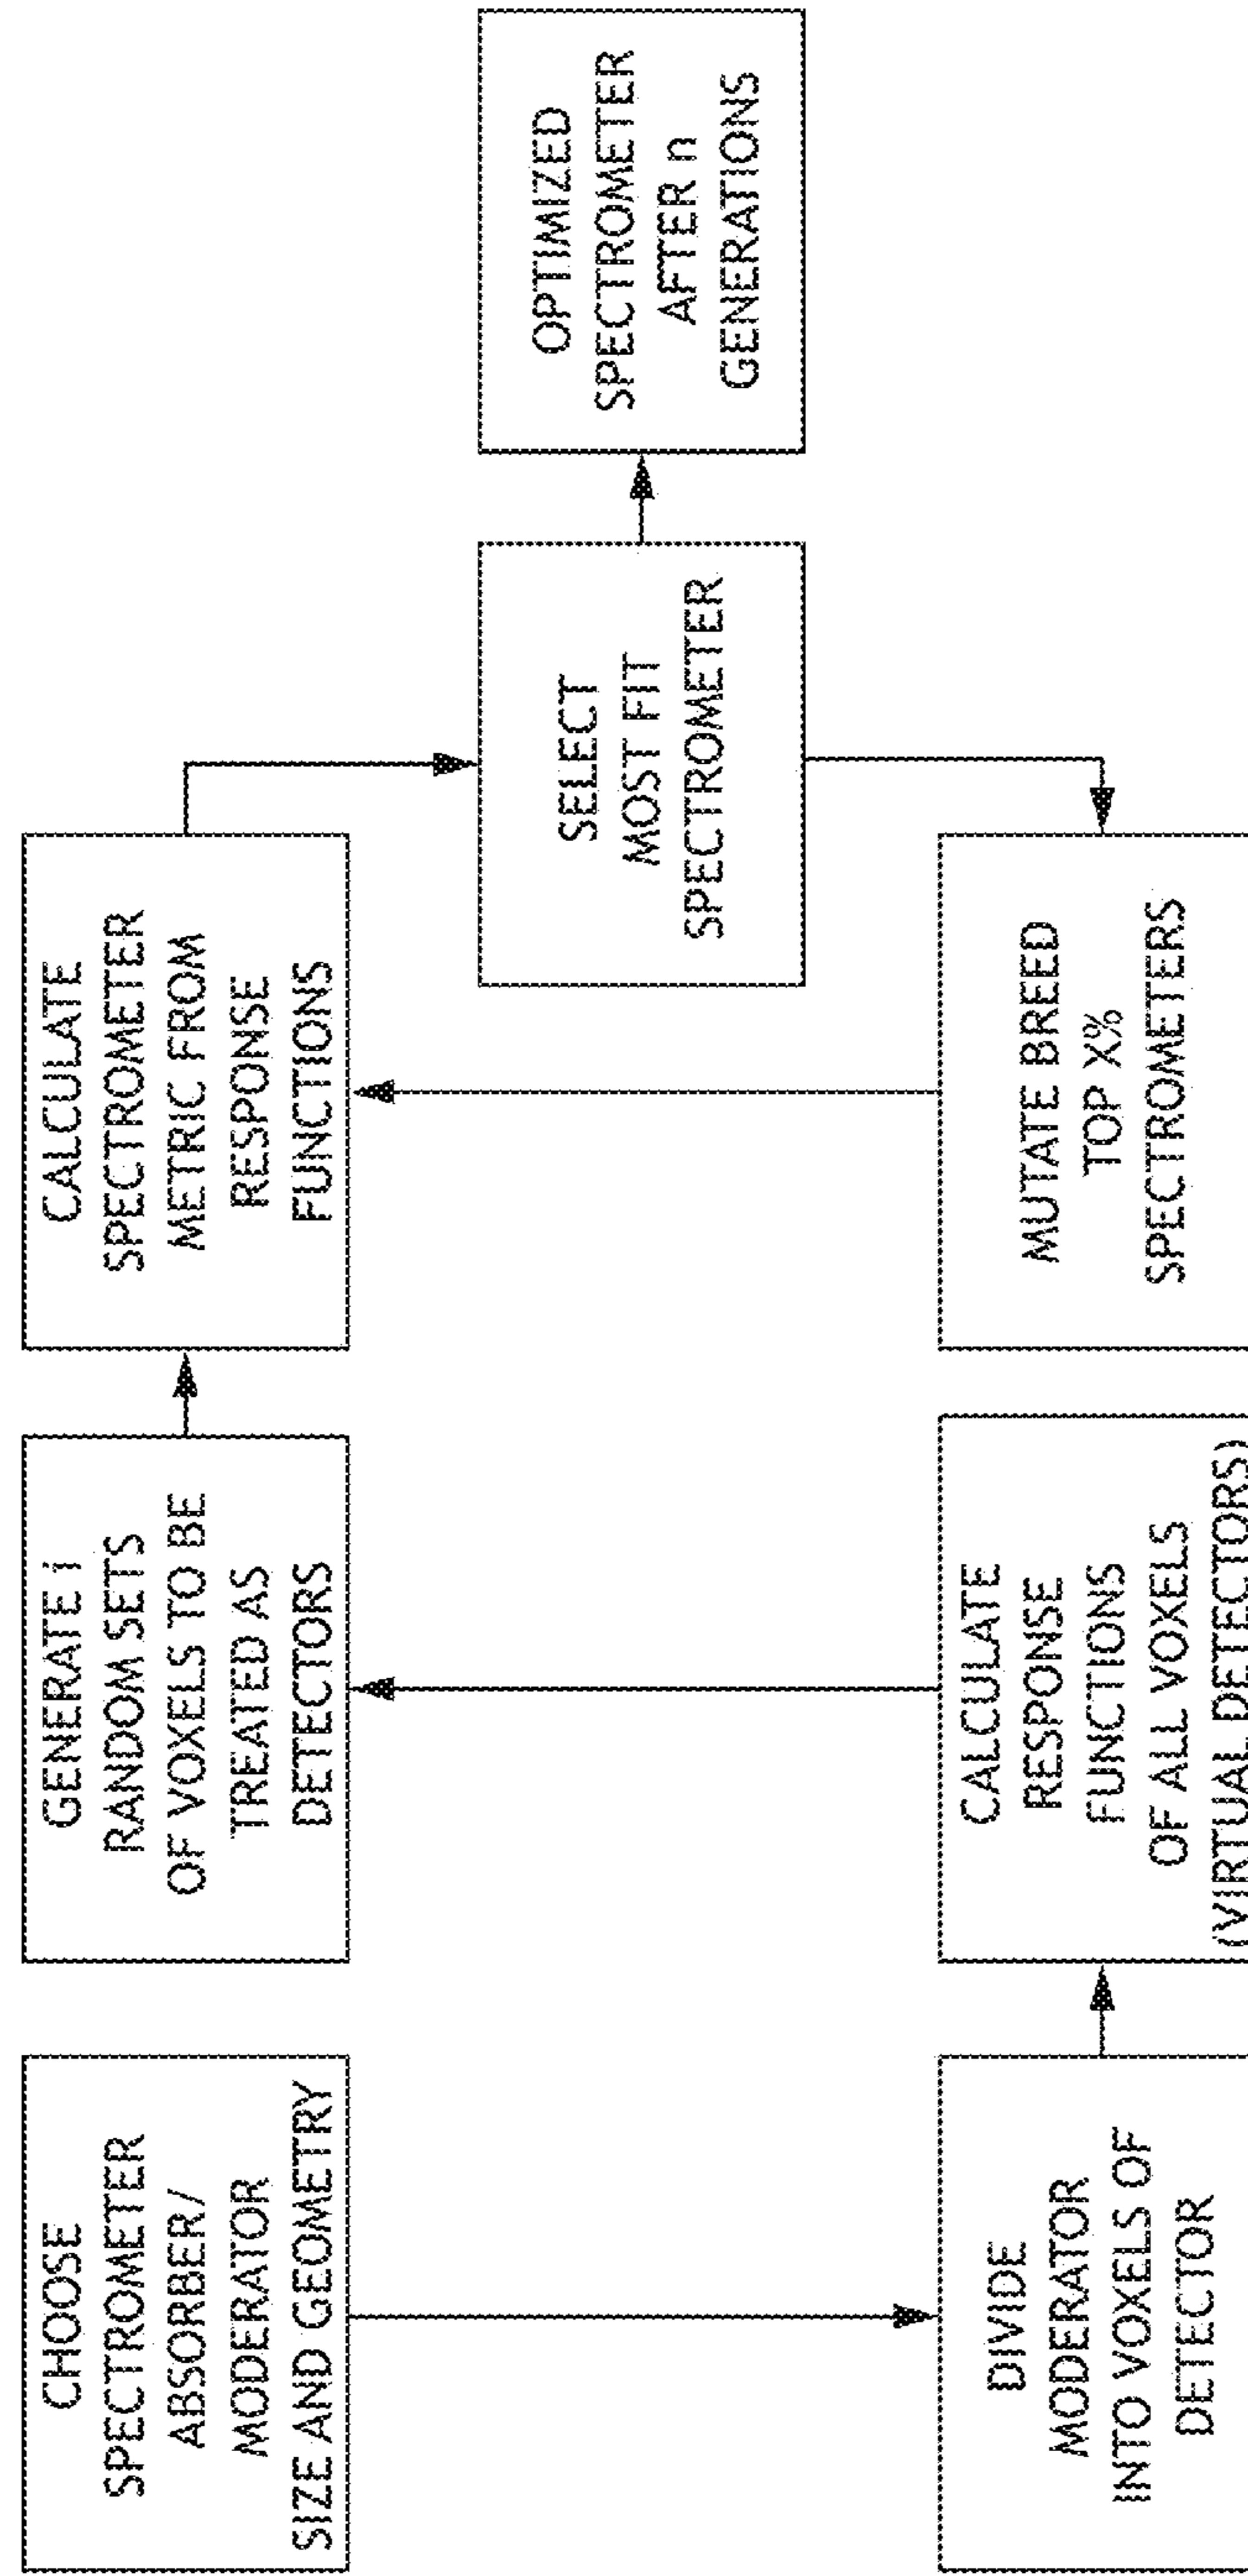 CHOOSE
SPECTROMETER
ABSORBER/
MODERATOR
SIZE AND GEOMETRY
DIVIDE
MODERATOR
INTO VOXELS OF
DETECTOR
CALCULATE
RESPONSE
FUNCTIONS
OF ALL VOXELS
(VIRTUAL DETECTORS)
GENERATE i
RANDOM SETS
OF VOXELS TO BE
TREATED AS
DETECTORS
CALCULATE
SPECTROMETER
METRIC FROM
RESPONSE
FUNCTIONS
SELECT
MOST FIT
SPECTROMETER
MUTATE BREED
TOP X%
SPECTROMETERS
OPTIMIZED
SPECTROMETER
AFTER n
GENERATIONS